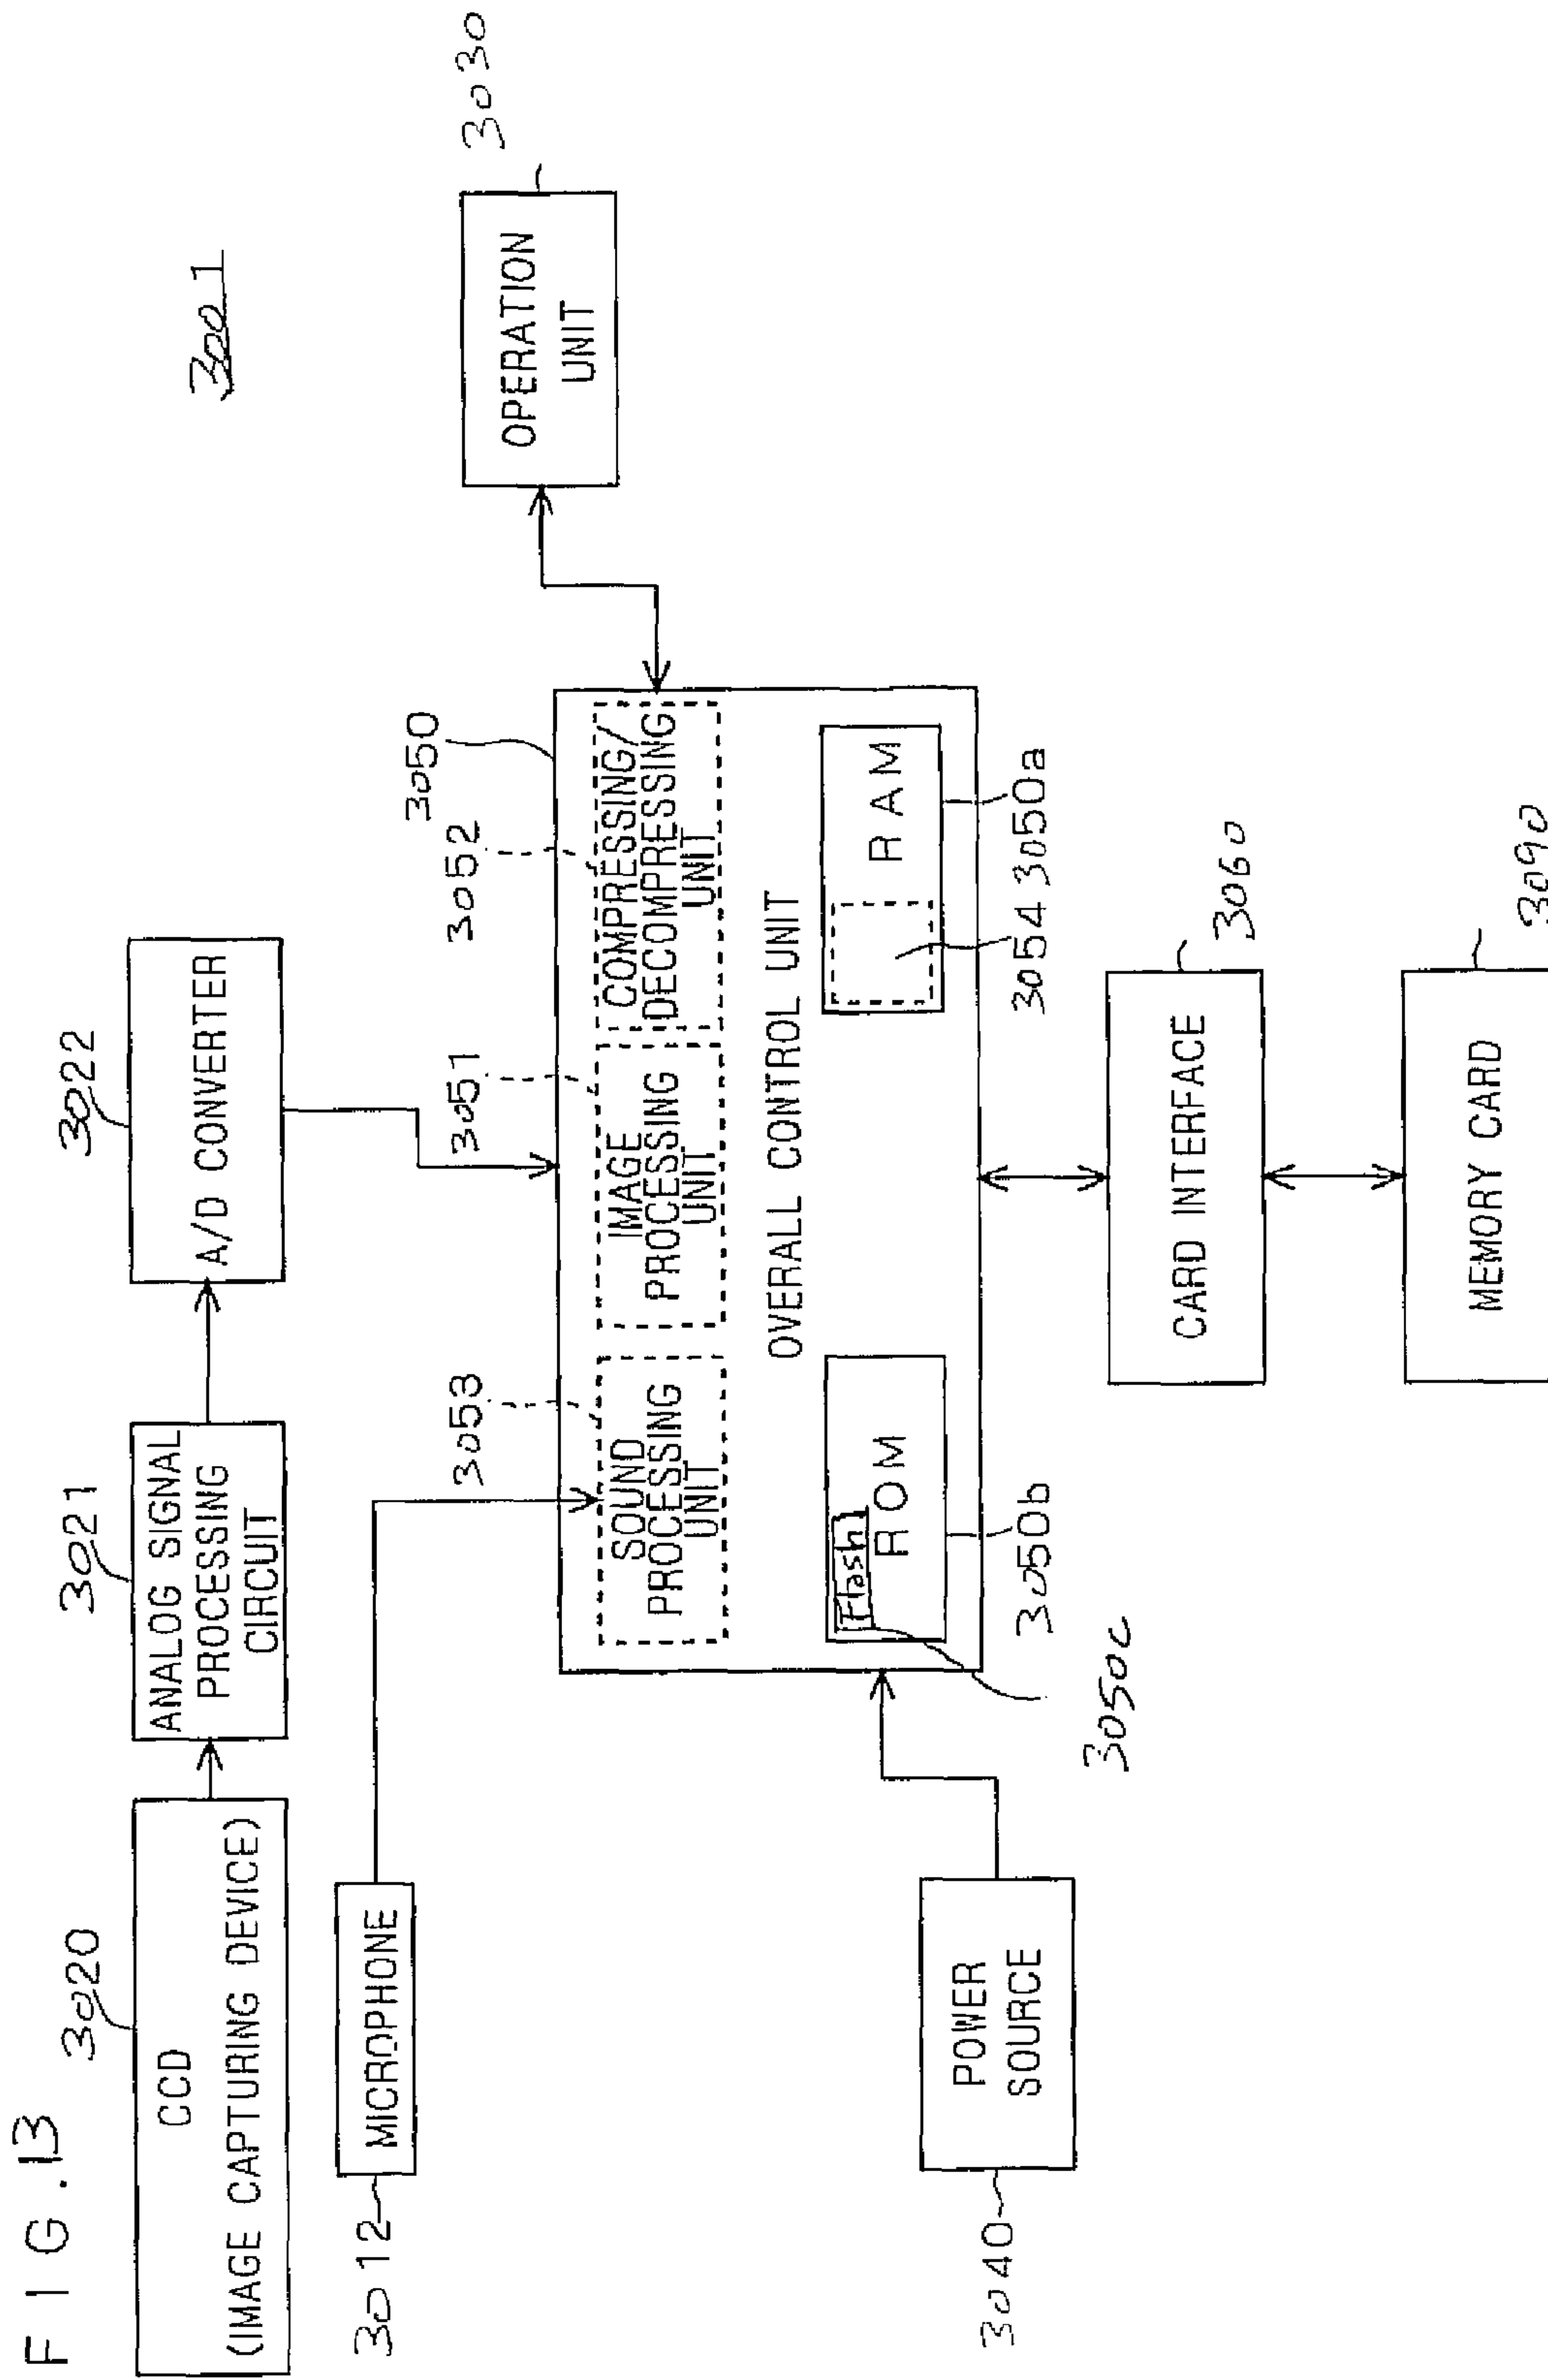 FIG.13
3001
3020
CCD
(IMAGE CAPTURING DEVICE)
3021
ANALOG SIGNAL
PROCESSING
CIRCUIT
3022
A/D CONVERTER
3012
MICROPHONE
3030
OPERATION
UNIT
3050
3053
SOUND
PROCESSING
UNIT
3051
IMAGE
PROCESSING
UNIT
3052
COMPRESSING/
DECOMPRESSING
UNIT
OVERALL CONTROL UNIT
Flash
ROM
3050b
3050c
RAM
3054
3050a
3040
POWER
SOURCE
CARD INTERFACE
3060
MEMORY CARD
3090